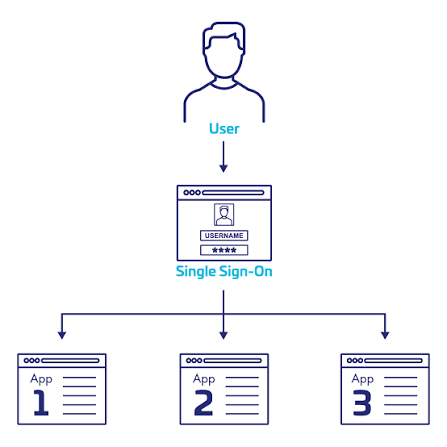 User
USERNAME
****
Single Sign-On
App
1
App
2
App
3